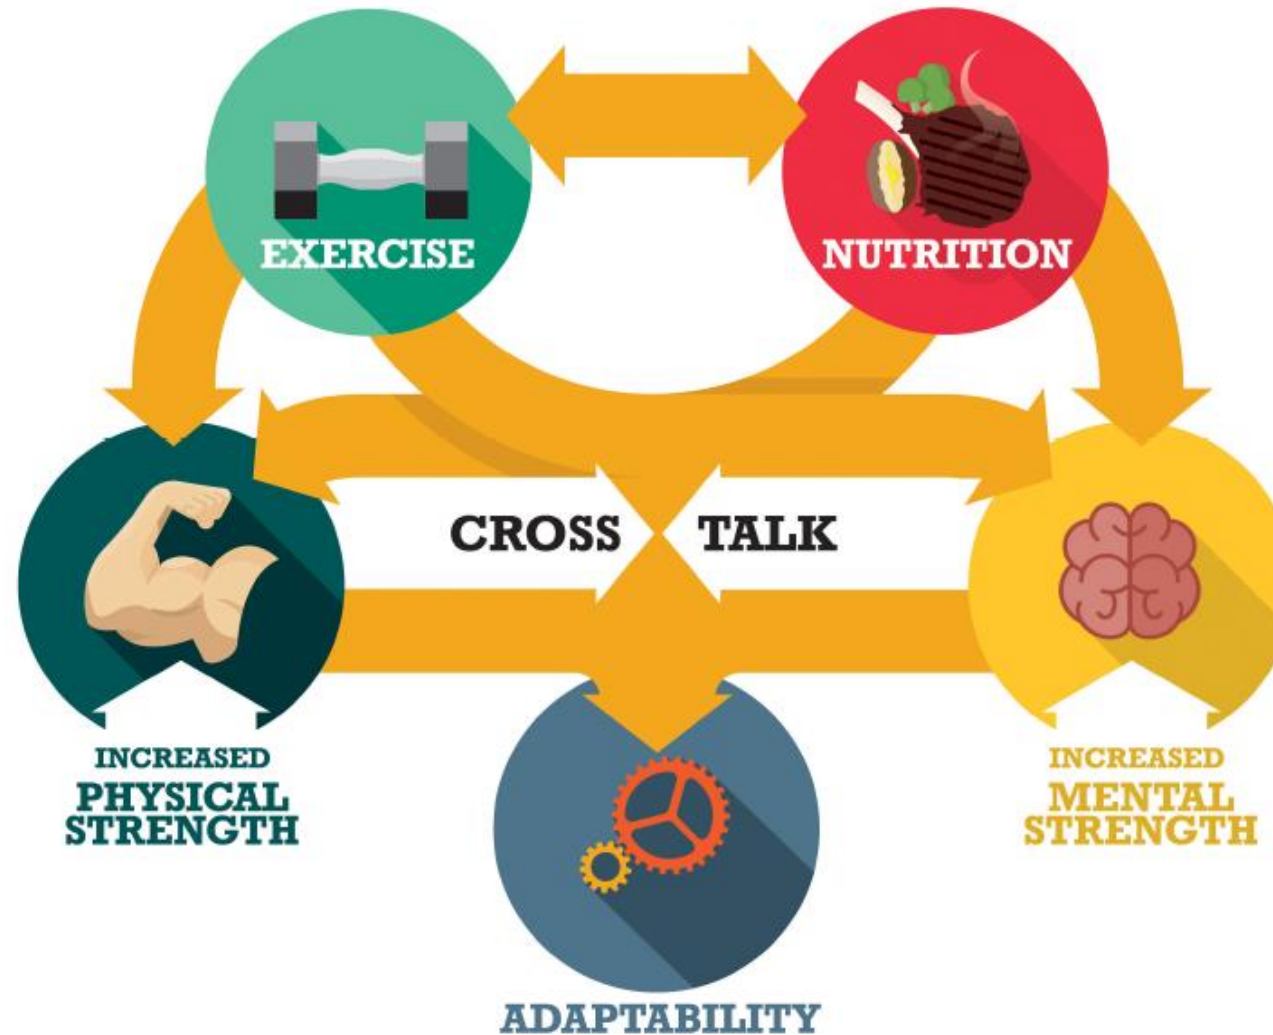 EXERCISE
NUTRITION
CROSS TALK
INCREASED
PHYSICAL
STRENGTH
INCREASED
MENTAL
STRENGTH
ADAPTABILITY